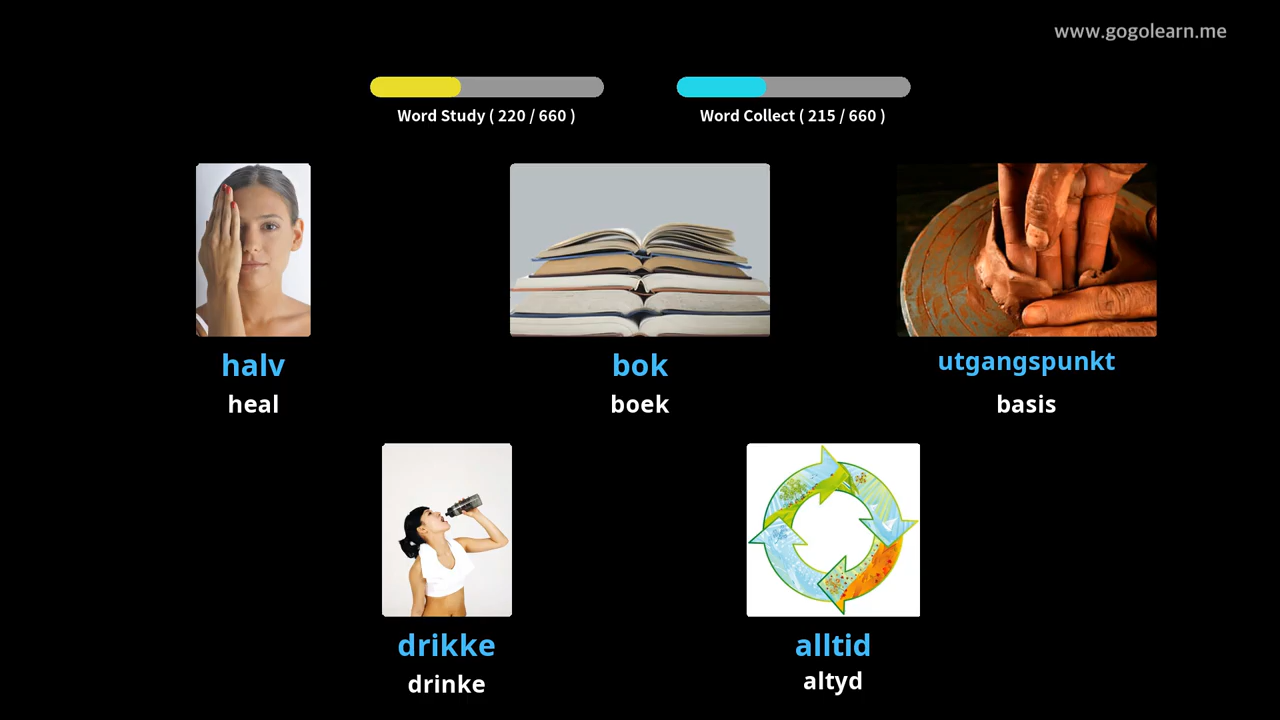 www.gogolearn.me
Word Study ( 220 / 660 )
Word Collect ( 215 / 660 )
halv
bok
utgangspunkt
heal
boek
basis
drikke
alltid
drinke
altyd